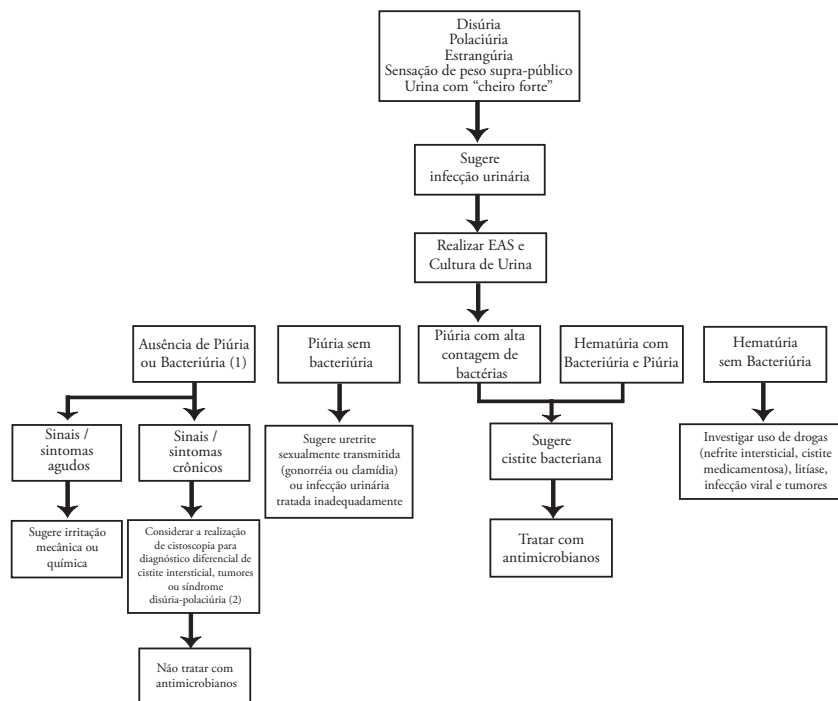 Disúria
Polaciúria
Estrangúria
Sensação de peso supra-público
Urina com “cheiro forte”
Sugere
infecção urinária
Realizar EAS e
Cultura de Urina
Ausência de Piúria
ou Bacteriúria (1)
Piúria sem
bacteriúria
Piúria com alta
contagem de
bactérias
Hematúria com
Bacteriúria e Piúria
Hematúria
sem Bacteriúria
Sinais /
sintomas
agudos
Sinais /
sintomas
crônicos
Sugere uretrite
sexualmente transmitida
(gonorréia ou clamídia)
ou infecção urinária
tratada inadequadamente
Sugere
cistite bacteriana
Investigar uso de drogas
(nefrite intersticial, cistite
medicamentosa), litíase,
infecção viral e tumores
Sugere irritação
mecânica ou
química
Considerar a realização
de cistoscopia para
diagnóstico diferencial de
cistite intersticial, tumores
ou síndrome
disúria-polaciúria (2)
Tratar com
antimicrobianos
Não tratar com
antimicrobianos